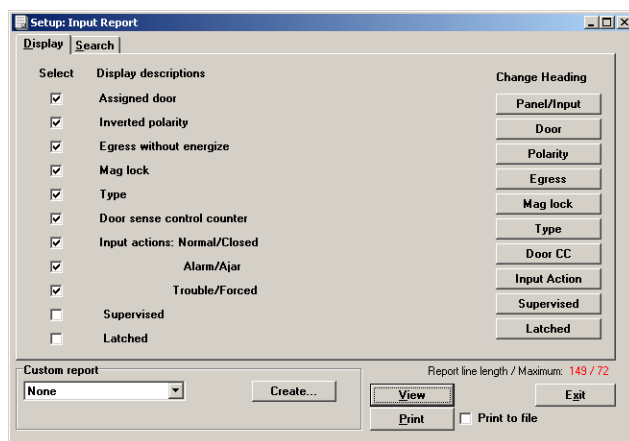 Setup: Input Report
Display Search
Select Display descriptions Change Heading
Assigned door Panel/Input
Inverted polarity Door
Egress without energize Polarity
Mag lock Egress
Type Mag lock
Door sense control counter Type
Input actions: Normal/Closed Door CC
Alarm/Ajar Input Action
Trouble/Forced Supervised
Supervised Latched
Latched
Custom report Report line length / Maximum: 149 / 72
None Create... View Exit
Print Print to file